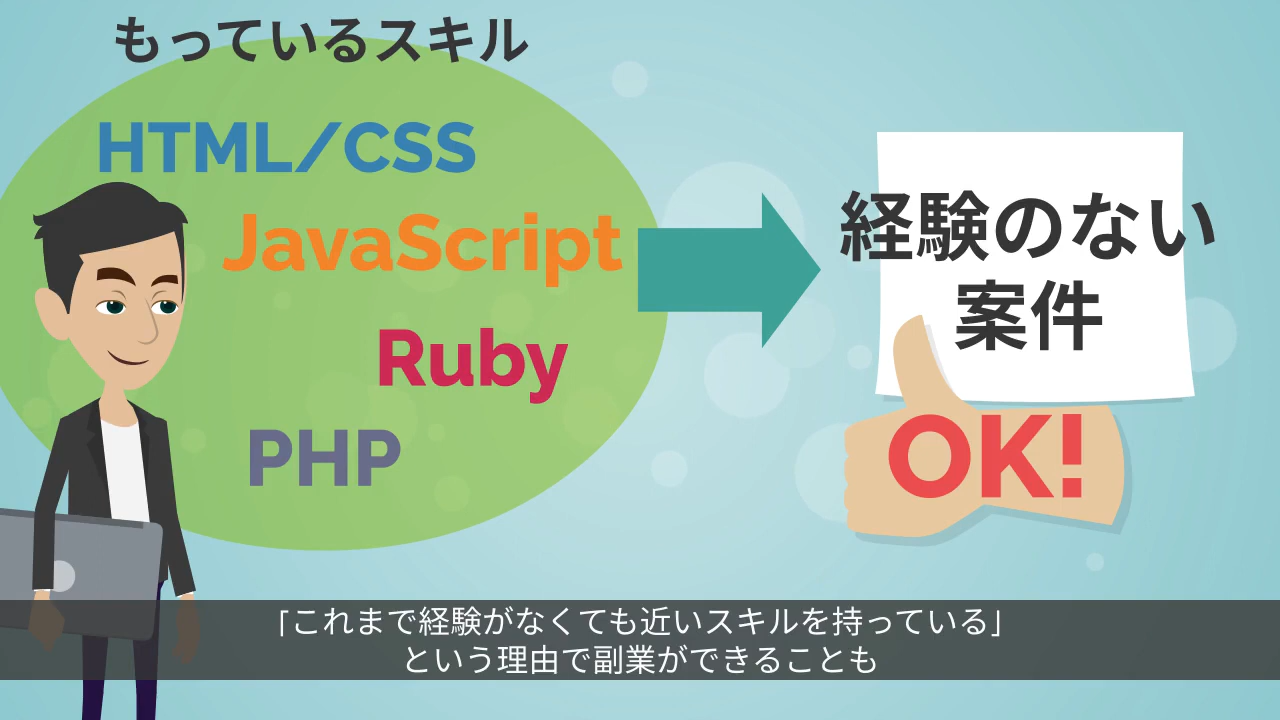 もっているスキル
HTML/CSS
JavaScript
Ruby
PHP
経験のない
案件
OK!
「これまで経験がなくても近いスキルを持っている」
という理由で副業ができることも